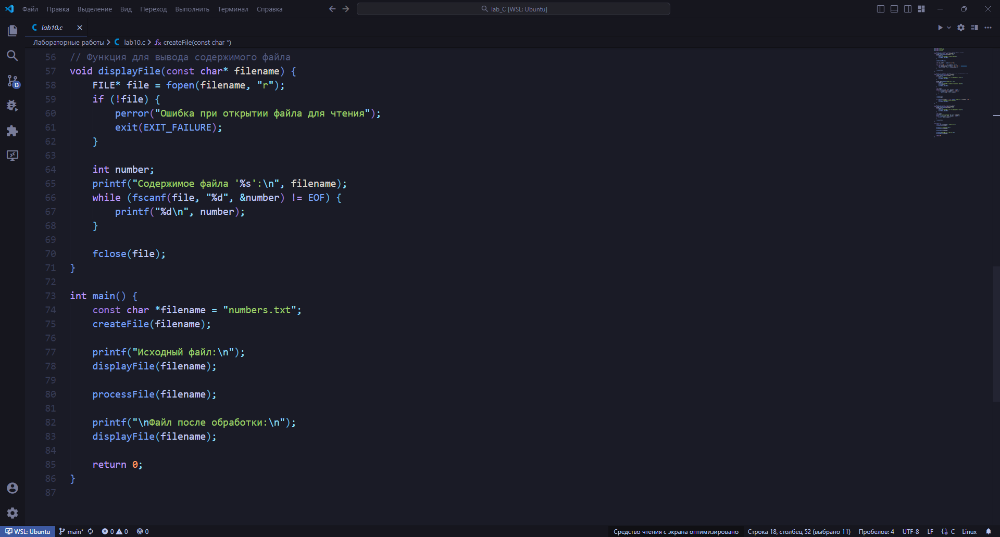 Файл Правка Выделение Вид Переход Выполнить Терминал Справка
lab_C [WSL: Ubuntu]
lab10.c
Лабораторные работы > lab10.c > createFile(const char *)
13
56 // Функция для вывода содержимого файла
57 void displayFile(const char* filename) {
58     FILE* file = fopen(filename, "r");
59     if (!file) {
60         perror("Ошибка при открытии файла для чтения");
61         exit(EXIT_FAILURE);
62     }
63
64     int number;
65     printf("Содержимое файла '%s':\n", filename);
66     while (fscanf(file, "%d", &number) != EOF) {
67         printf("%d\n", number);
68     }
69
70     fclose(file);
71 }
72
73 int main() {
74     const char *filename = "numbers.txt";
75     createFile(filename);
76
77     printf("Исходный файл:\n");
78     displayFile(filename);
79
80     processFile(filename);
81
82     printf("\nФайл после обработки:\n");
83     displayFile(filename);
84
85     return 0;
86 }
87
WSL: Ubuntu main* 0 0 0 Средство чтения с экрана оптимизировано Строка 18, столбец 52 (выбрано 11) Пробелов: 4 UTF-8 LF C Linux